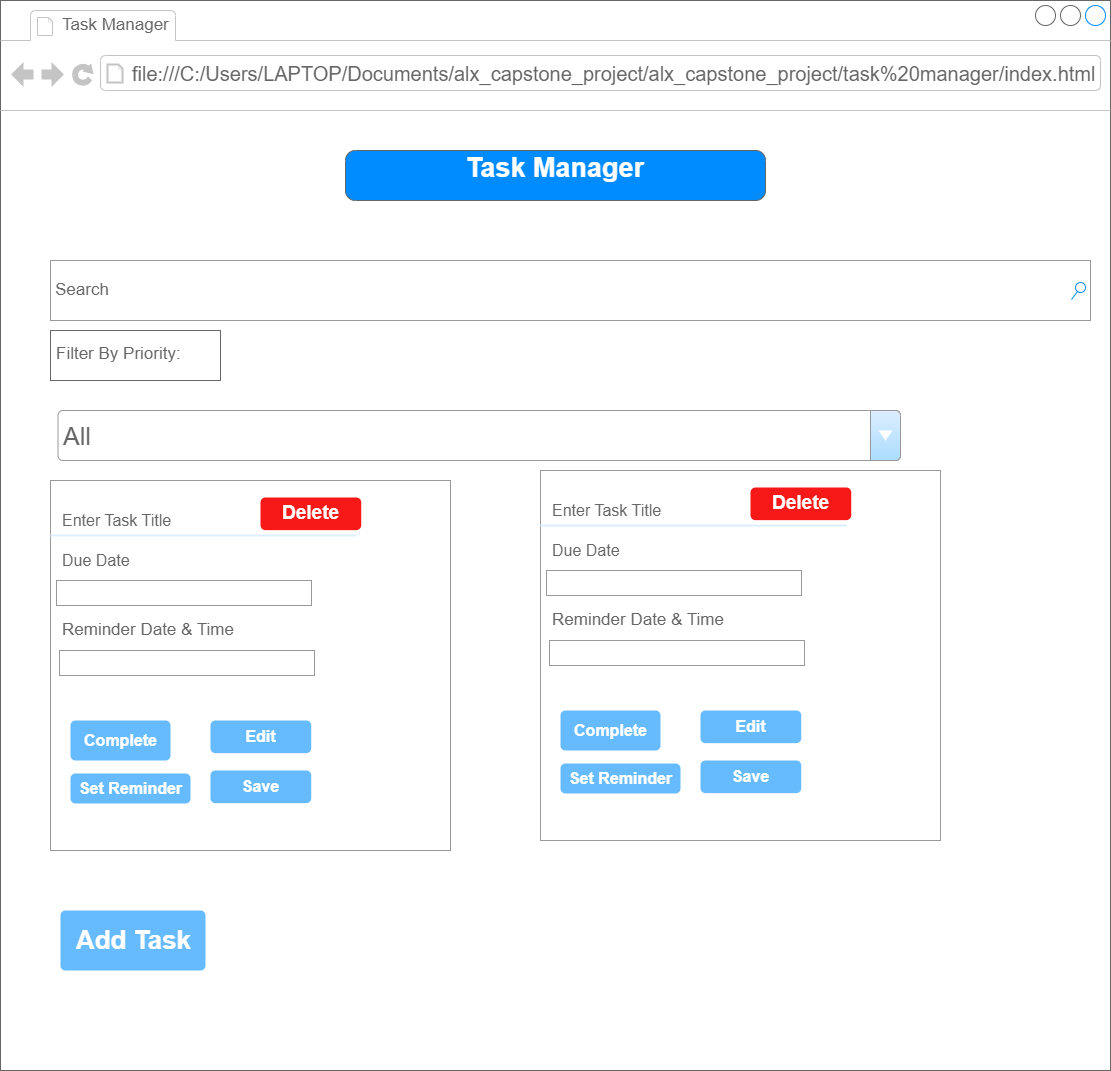 Task Manager
file:///C:/Users/LAPTOP/Documents/alx_capstone_project/alx_capstone_project/task%20manager/index.html
Task Manager
Search
Filter By Priority:
All
Enter Task Title
Delete
Due Date
Reminder Date & Time
Complete
Edit
Set Reminder
Save
Enter Task Title
Delete
Due Date
Reminder Date & Time
Complete
Edit
Set Reminder
Save
Add Task